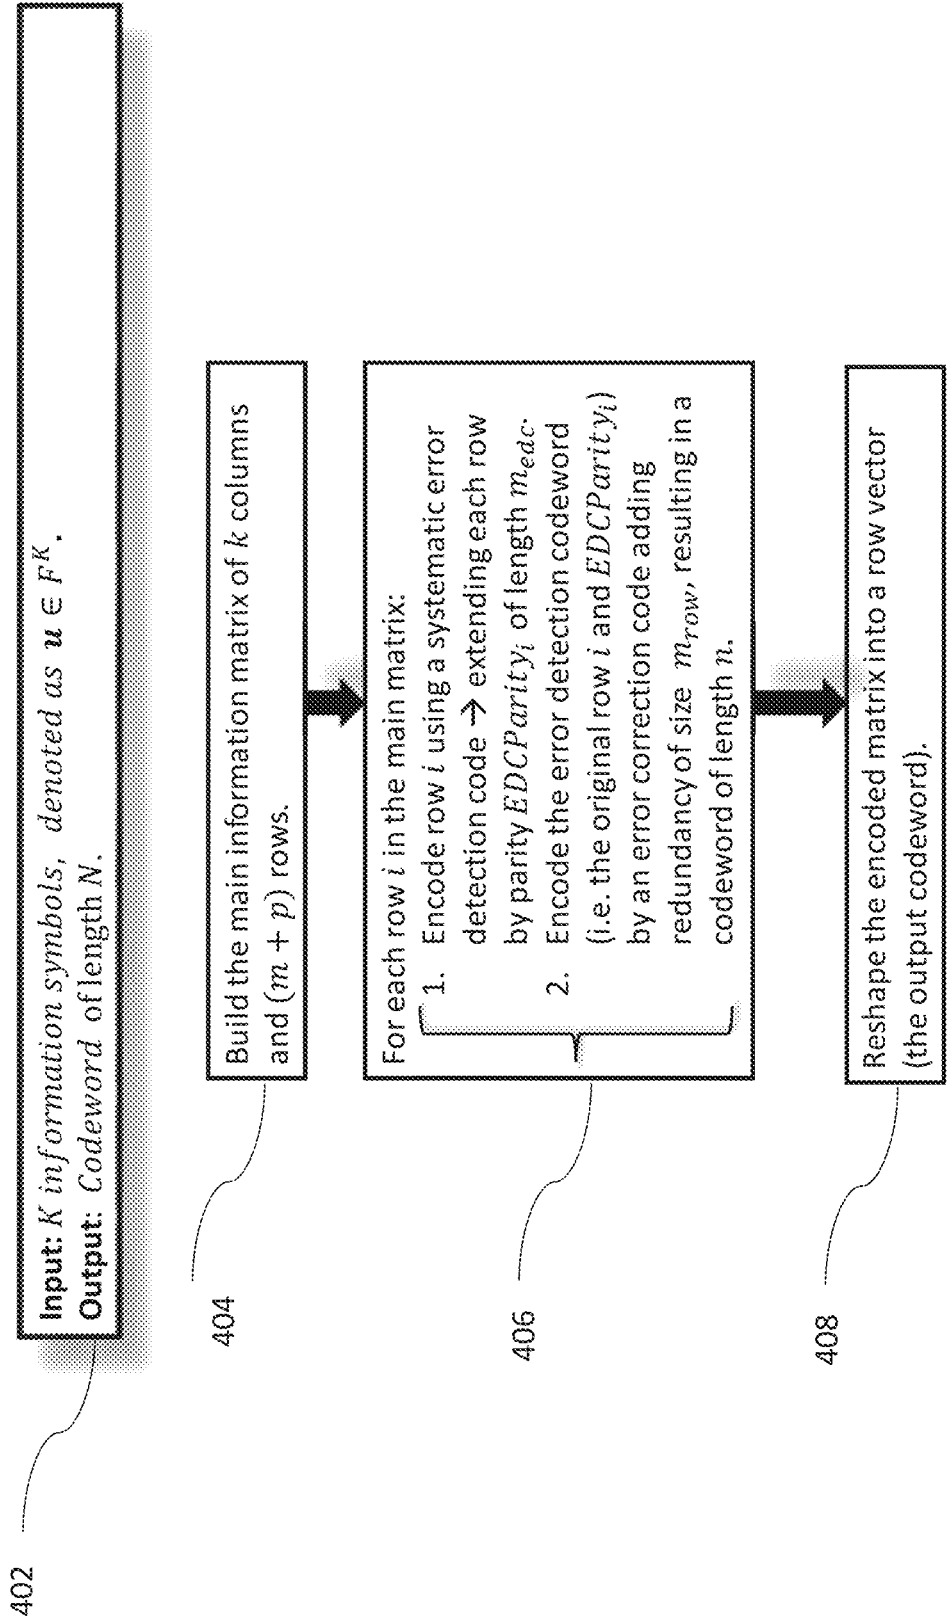 402
Input: K information symbols, denoted as u ∈ F^K.
Output: Codeword of length N.
404
Build the main information matrix of k columns
and (m + p) rows.
406
For each row i in the main matrix:
1. Encode row i using a systematic error
detection code → extending each row
by parity EDCParity_i of length m_edc.
2. Encode the error detection codeword
(i.e. the original row i and EDCParity_i)
by an error correction code adding
redundancy of size m_row, resulting in a
codeword of length n.
408
Reshape the encoded matrix into a row vector
(the output codeword).